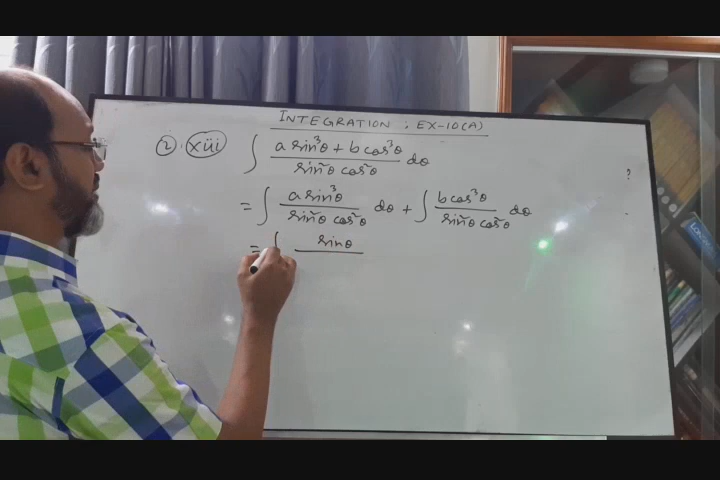 INTEGRATION : EX-10(A)
2. xiii ∫ (a sin³θ + b cos³θ) / (sin²θ cos²θ) dθ
= ∫ (a sin³θ) / (sin²θ cos²θ) dθ + ∫ (b cos³θ) / (sin²θ cos²θ) dθ
= ∫ sinθ
?